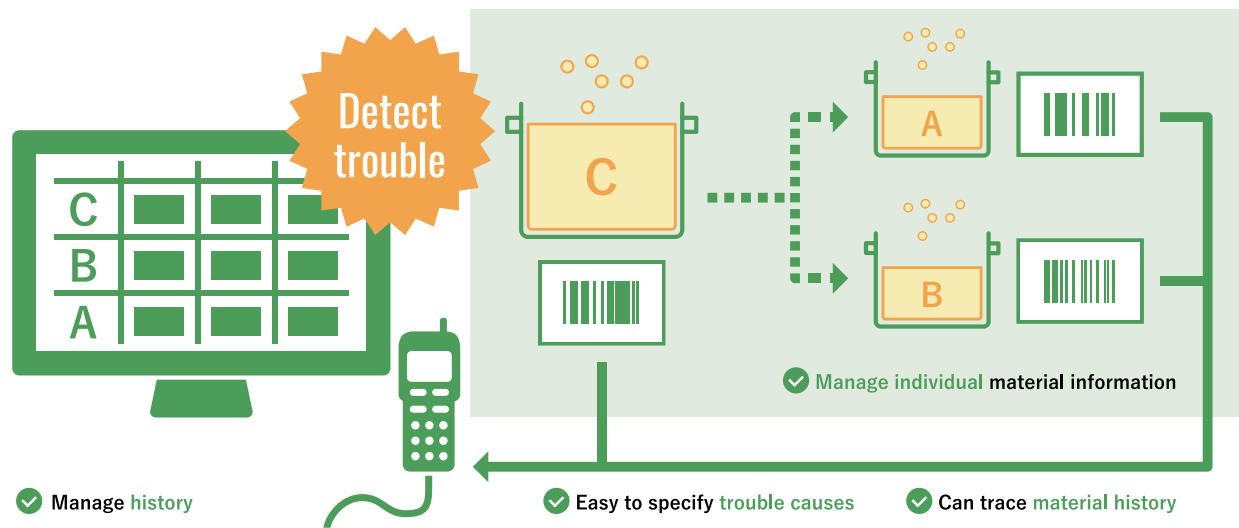 Detect
trouble
C
B
A
C
A
B
Manage individual material information
Manage history
Easy to specify trouble causes
Can trace material history